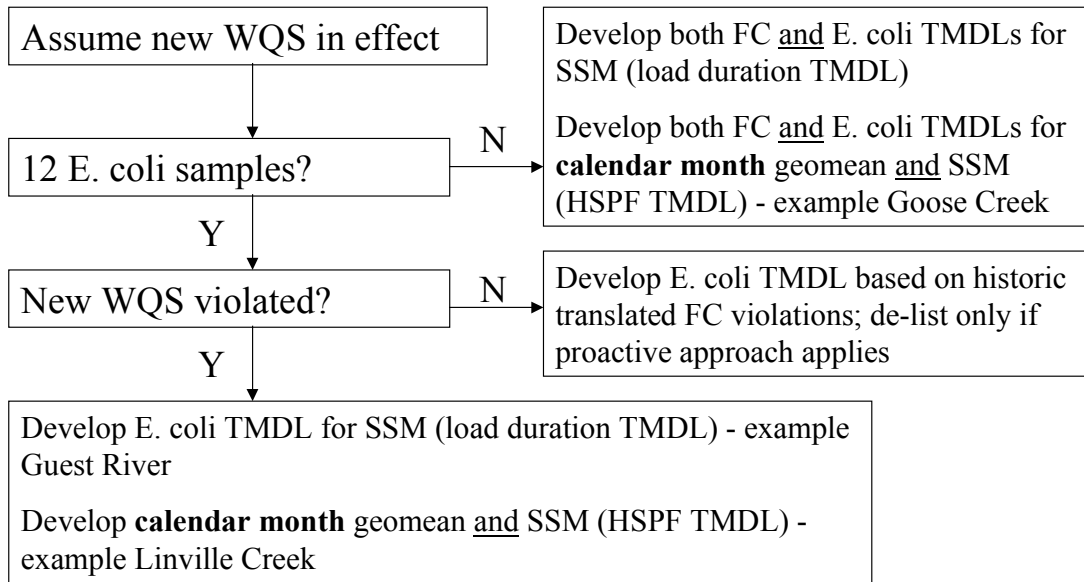 Assume new WQS in effect
Develop both FC and E. coli TMDLs for
SSM (load duration TMDL)
Develop both FC and E. coli TMDLs for
calendar month geomean and SSM
(HSPF TMDL) - example Goose Creek
12 E. coli samples?
N
Y
New WQS violated?
N
Develop E. coli TMDL based on historic
translated FC violations; de-list only if
proactive approach applies
Y
Develop E. coli TMDL for SSM (load duration TMDL) - example
Guest River
Develop calendar month geomean and SSM (HSPF TMDL) -
example Linville Creek